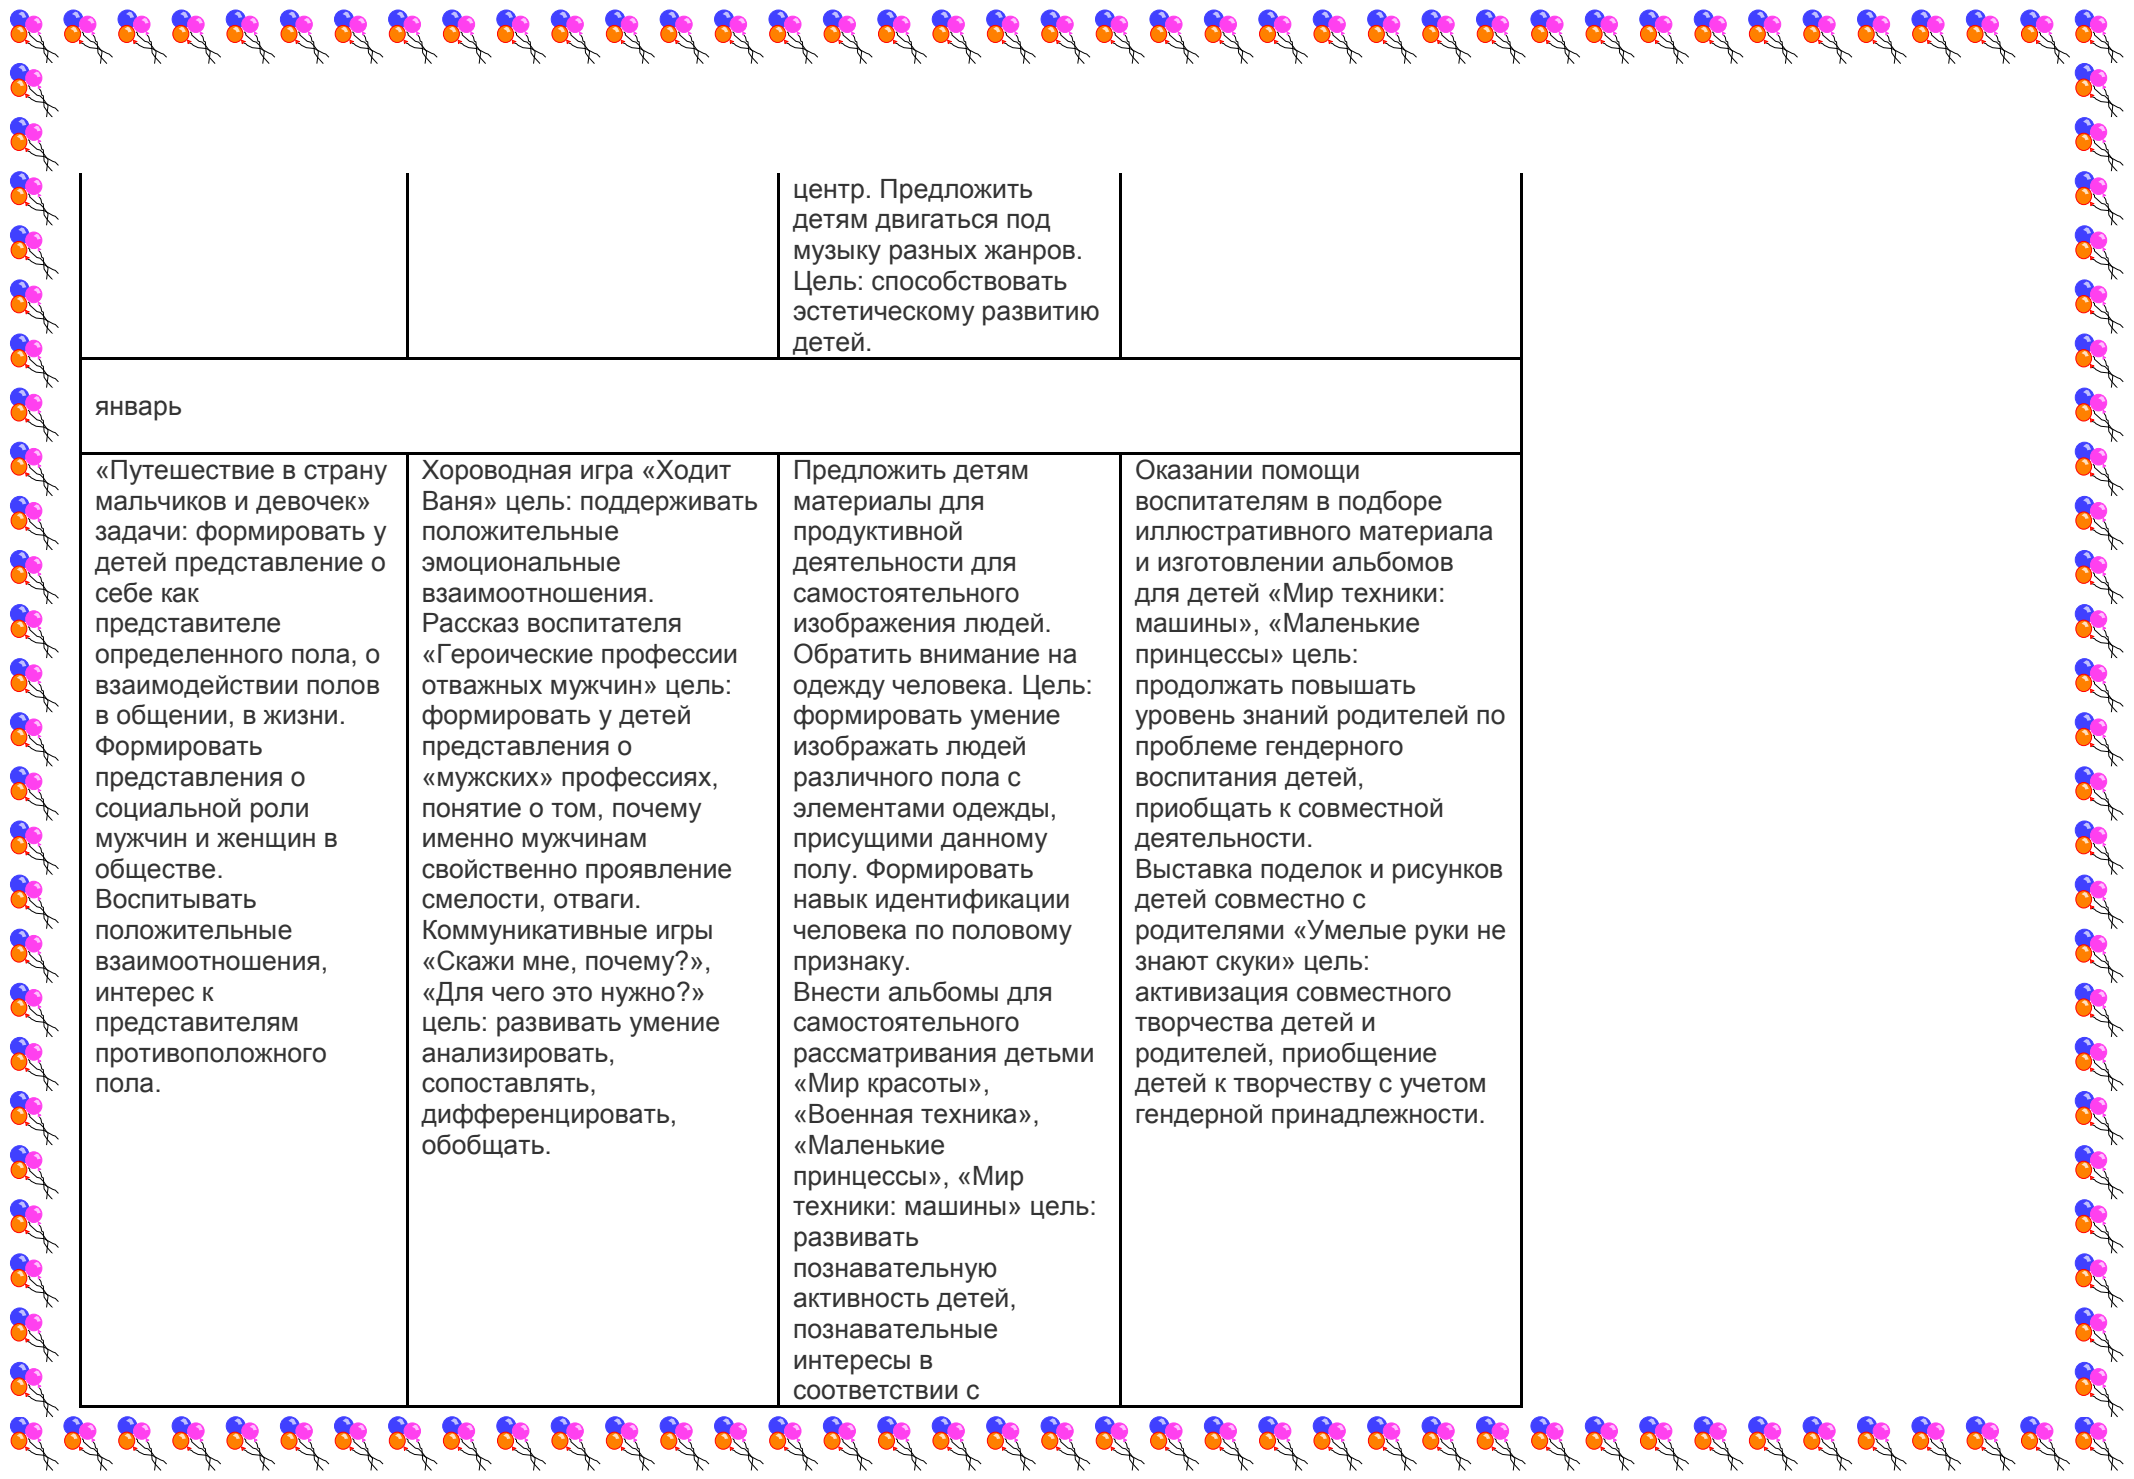 центр. Предложить
детям двигаться под
музыку разных жанров.
Цель: способствовать
эстетическому развитию
детей.
январь
«Путешествие в страну
мальчиков и девочек»
задачи: формировать у
детей представление о
себе как
представителе
определенного пола, о
взаимодействии полов
в общении, в жизни.
Формировать
представления о
социальной роли
мужчин и женщин в
обществе.
Воспитывать
положительные
взаимоотношения,
интерес к
представителям
противоположного
пола.
Хороводная игра «Ходит
Ваня» цель: поддерживать
положительные
эмоциональные
взаимоотношения.
Рассказ воспитателя
«Героические профессии
отважных мужчин» цель:
формировать у детей
представления о
«мужских» профессиях,
понятие о том, почему
именно мужчинам
свойственно проявление
смелости, отваги.
Коммуникативные игры
«Скажи мне, почему?»,
«Для чего это нужно?»
цель: развивать умение
анализировать,
сопоставлять,
дифференцировать,
обобщать.
Предложить детям
материалы для
продуктивной
деятельности для
самостоятельного
изображения людей.
Обратить внимание на
одежду человека. Цель:
формировать умение
изображать людей
различного пола с
элементами одежды,
присущими данному
полу. Формировать
навык идентификации
человека по половому
признаку.
Внести альбомы для
самостоятельного
рассматривания детьми
«Мир красоты»,
«Военная техника»,
«Маленькие
принцессы», «Мир
техники: машины» цель:
развивать
познавательную
активность детей,
познавательные
интересы в
соответствии с
Оказании помощи
воспитателям в подборе
иллюстративного материала
и изготовлении альбомов
для детей «Мир техники:
машины», «Маленькие
принцессы» цель:
продолжать повышать
уровень знаний родителей по
проблеме гендерного
воспитания детей,
приобщать к совместной
деятельности.
Выставка поделок и рисунков
детей совместно с
родителями «Умелые руки не
знают скуки» цель:
активизация совместного
творчества детей и
родителей, приобщение
детей к творчеству с учетом
гендерной принадлежности.